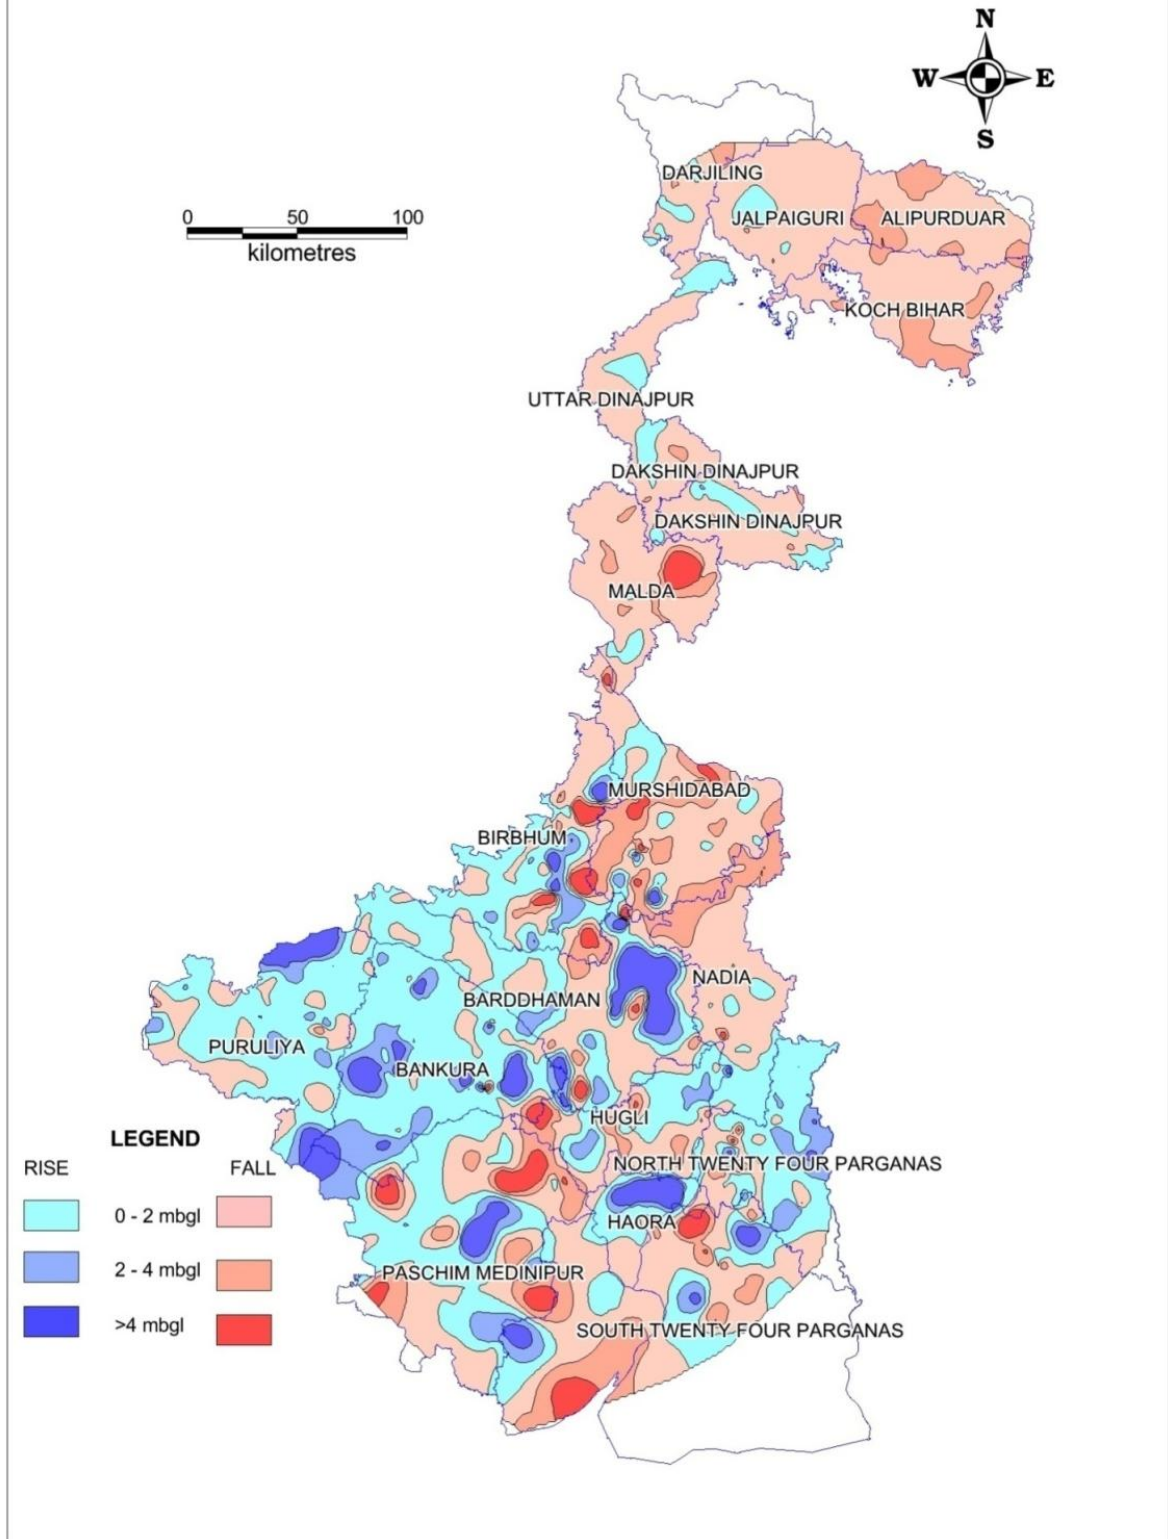 N
W E
S
DARJILING
0 50 100
kilometres
JALPAIGURI
ALIPURDUAR
KOCH BIHAR
UTTAR DINAJPUR
DAKSHIN DINAJPUR
DAKSHIN DINAJPUR
MALDA
MURSHIDABAD
BIRBHUM
NADIA
BARDDHAMAN
PURULIYA
BANKURA
HUGLI
LEGEND
RISE FALL
NORTH TWENTY FOUR PARGANAS
0 - 2 mbgl
HAORA
2 - 4 mbgl
PASCHIM MEDINIPUR
>4 mbgl
SOUTH TWENTY FOUR PARGANAS